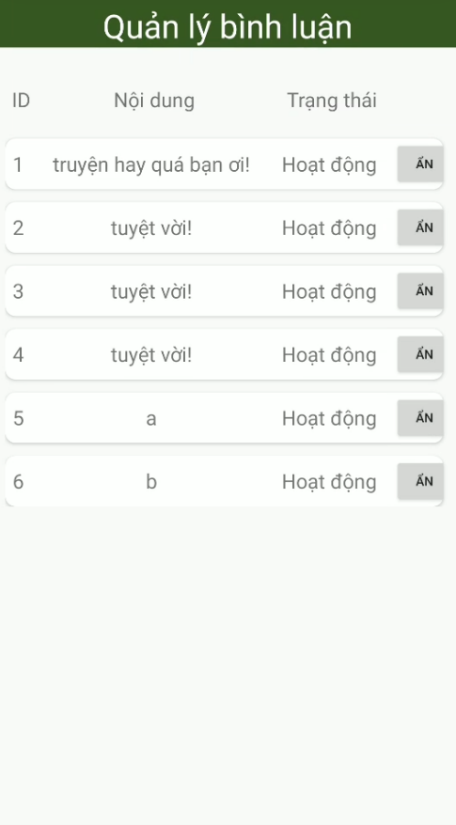 Quản lý bình luận
ID Nội dung Trạng thái
1 truyện hay quá bạn ơi! Hoạt động ẨN
2 tuyệt vời! Hoạt động ẨN
3 tuyệt vời! Hoạt động ẨN
4 tuyệt vời! Hoạt động ẨN
5 a Hoạt động ẨN
6 b Hoạt động ẨN